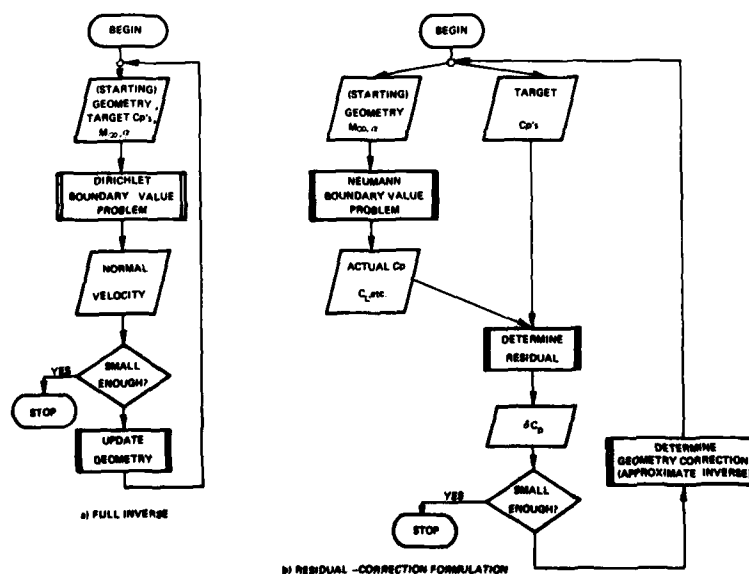 BEGIN
(STARTING)
GEOMETRY,
TARGET Cp's,
M∞, α
DIRICHLET
BOUNDARY VALUE
PROBLEM
NORMAL
VELOCITY
SMALL
ENOUGH?
YES
STOP
UPDATE
GEOMETRY
a) FULL INVERSE
BEGIN
(STARTING)
GEOMETRY
M∞, α
TARGET
Cp's
NEUMANN
BOUNDARY VALUE
PROBLEM
ACTUAL Cp
CL, etc.
DETERMINE
RESIDUAL
δCp
SMALL
ENOUGH?
YES
STOP
DETERMINE
GEOMETRY CORRECTION
(APPROXIMATE INVERSE)
b) RESIDUAL -CORRECTION FORMULATION